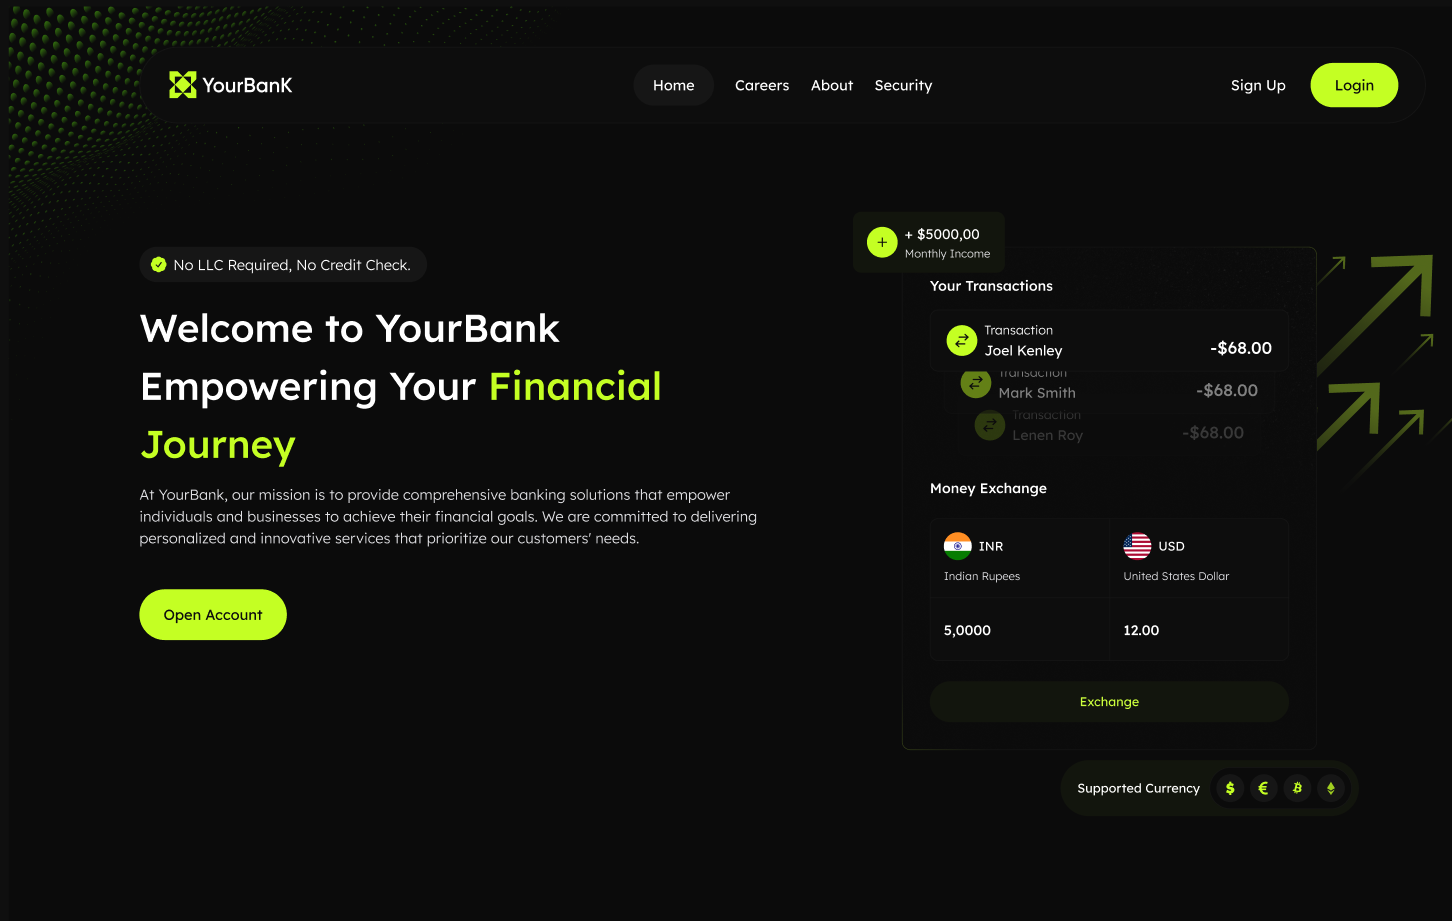 YourBanK
Home
Careers
About
Security
Sign Up
Login
No LLC Required, No Credit Check.
Welcome to YourBank
Empowering Your Financial
Journey
At YourBank, our mission is to provide comprehensive banking solutions that empower
individuals and businesses to achieve their financial goals. We are committed to delivering
personalized and innovative services that prioritize our customers' needs.
Open Account
+ $5000,00
Monthly Income
Your Transactions
Transaction
Joel Kenley
-$68.00
Transaction
Mark Smith
-$68.00
Transaction
Lenen Roy
-$68.00
Money Exchange
INR
Indian Rupees
USD
United States Dollar
5,0000
12.00
Exchange
Supported Currency